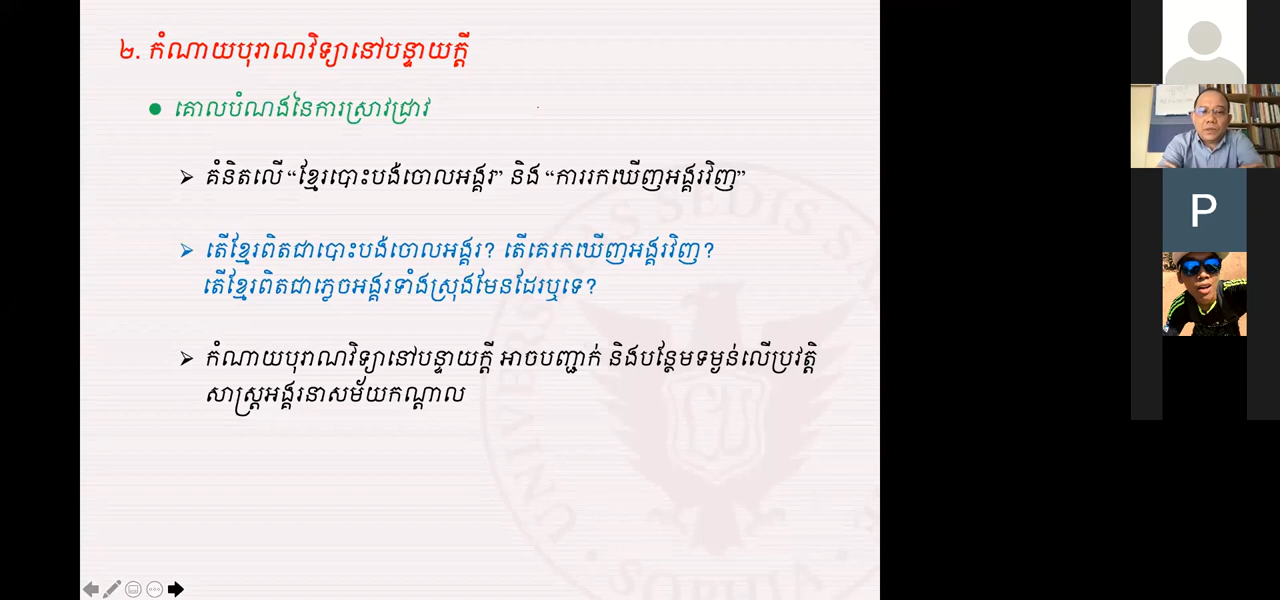 ២. កំណាយបុរាណវិទ្យានៅបន្ទាយក្ដី
គោលបំណងនៃការស្រាវជ្រាវ
គំនិតលើ “ខ្មែរបោះបង់ចោលអង្គរ” និង “ការរកឃើញអង្គរវិញ”
តើខ្មែរពិតជាបោះបង់ចោលអង្គរ? តើគេរកឃើញអង្គរវិញ?
តើខ្មែរពិតជាភ្លេចអង្គរទាំងស្រុងមែនដែរឬទេ?
កំណាយបុរាណវិទ្យានៅបន្ទាយក្ដី អាចបញ្ជាក់ និងបន្ថែមទម្ងន់លើប្រវត្តិ
សាស្ត្រអង្គរនាសម័យកណ្ដាល
P